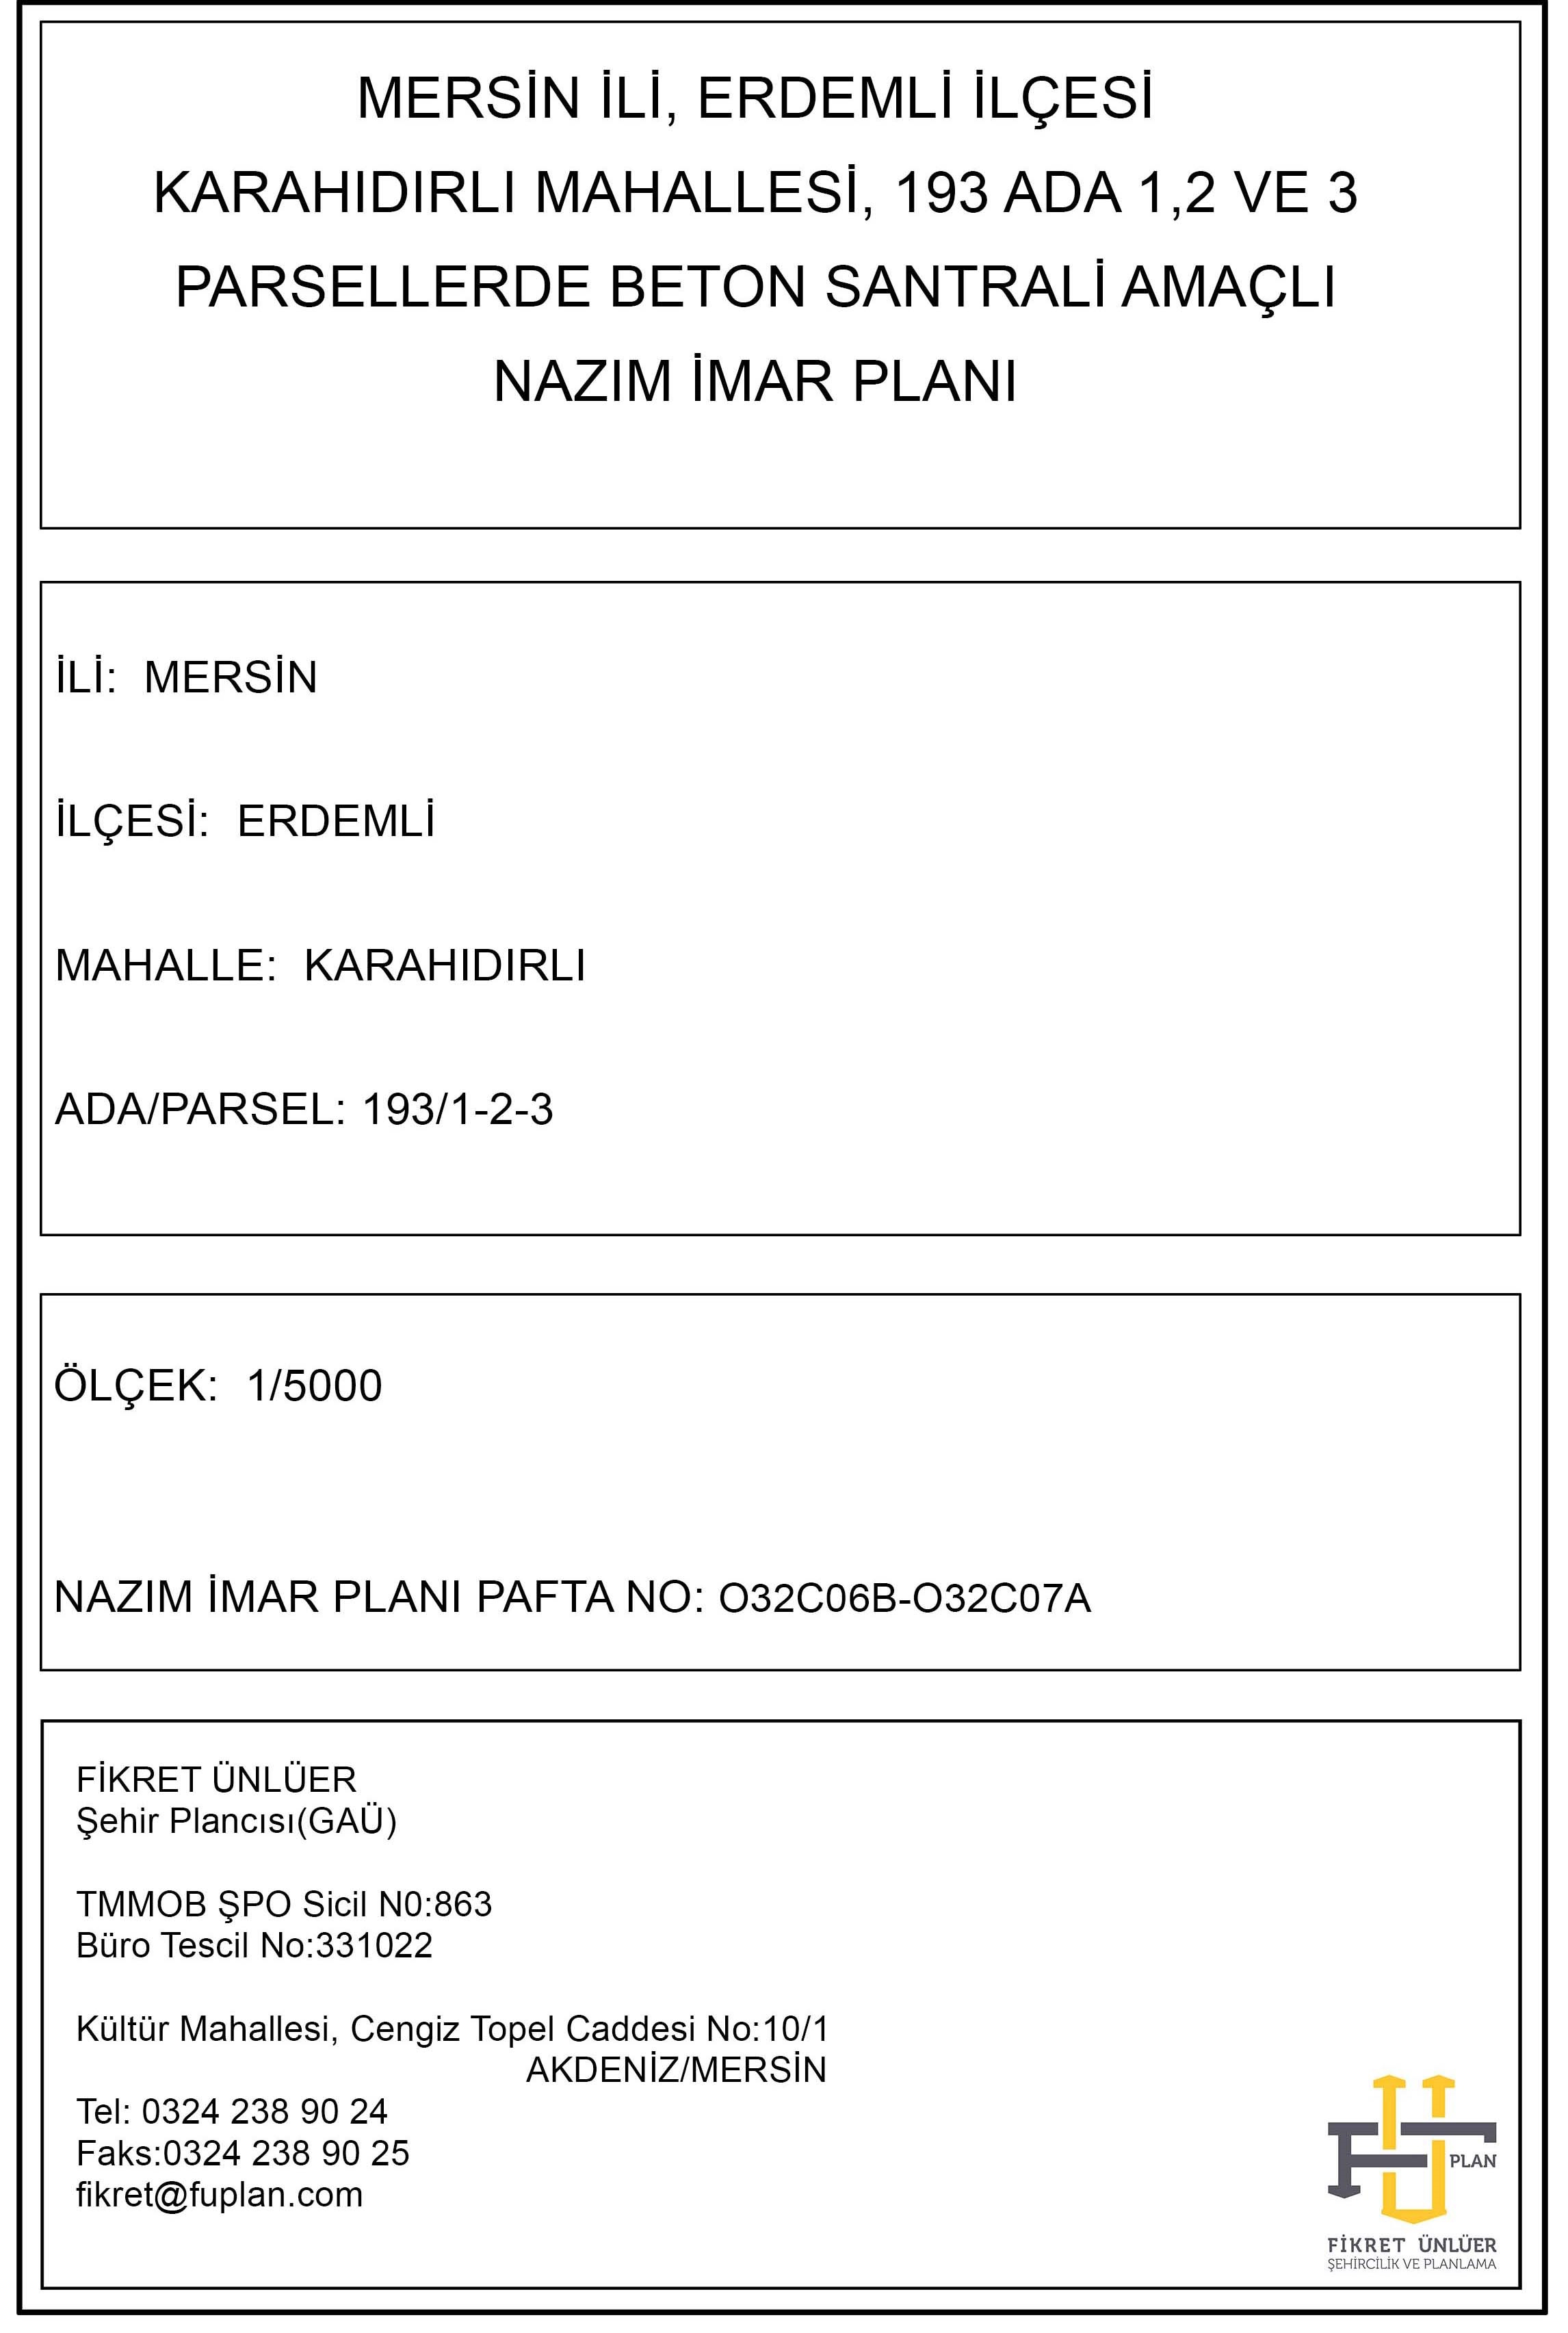 MERSİN İLİ, ERDEMLİ İLÇESİ
KARAHIDIRLI MAHALLESİ, 193 ADA 1,2 VE 3
PARSELLERDE BETON SANTRALİ AMAÇLI
NAZIM İMAR PLANI
İLİ: MERSİN
İLÇESİ: ERDEMLİ
MAHALLE: KARAHIDIRLI
ADA/PARSEL: 193/1-2-3
ÖLÇEK: 1/5000
NAZIM İMAR PLANI PAFTA NO: O32C06B-O32C07A
FİKRET ÜNLÜER
Şehir Plancısı(GAÜ)
TMMOB ŞPO Sicil N0:863
Büro Tescil No:331022
Kültür Mahallesi, Cengiz Topel Caddesi No:10/1
AKDENİZ/MERSİN
Tel: 0324 238 90 24
Faks:0324 238 90 25
fikret@fuplan.com
PLAN
FİKRET ÜNLÜER
ŞEHİRCİLİK VE PLANLAMA